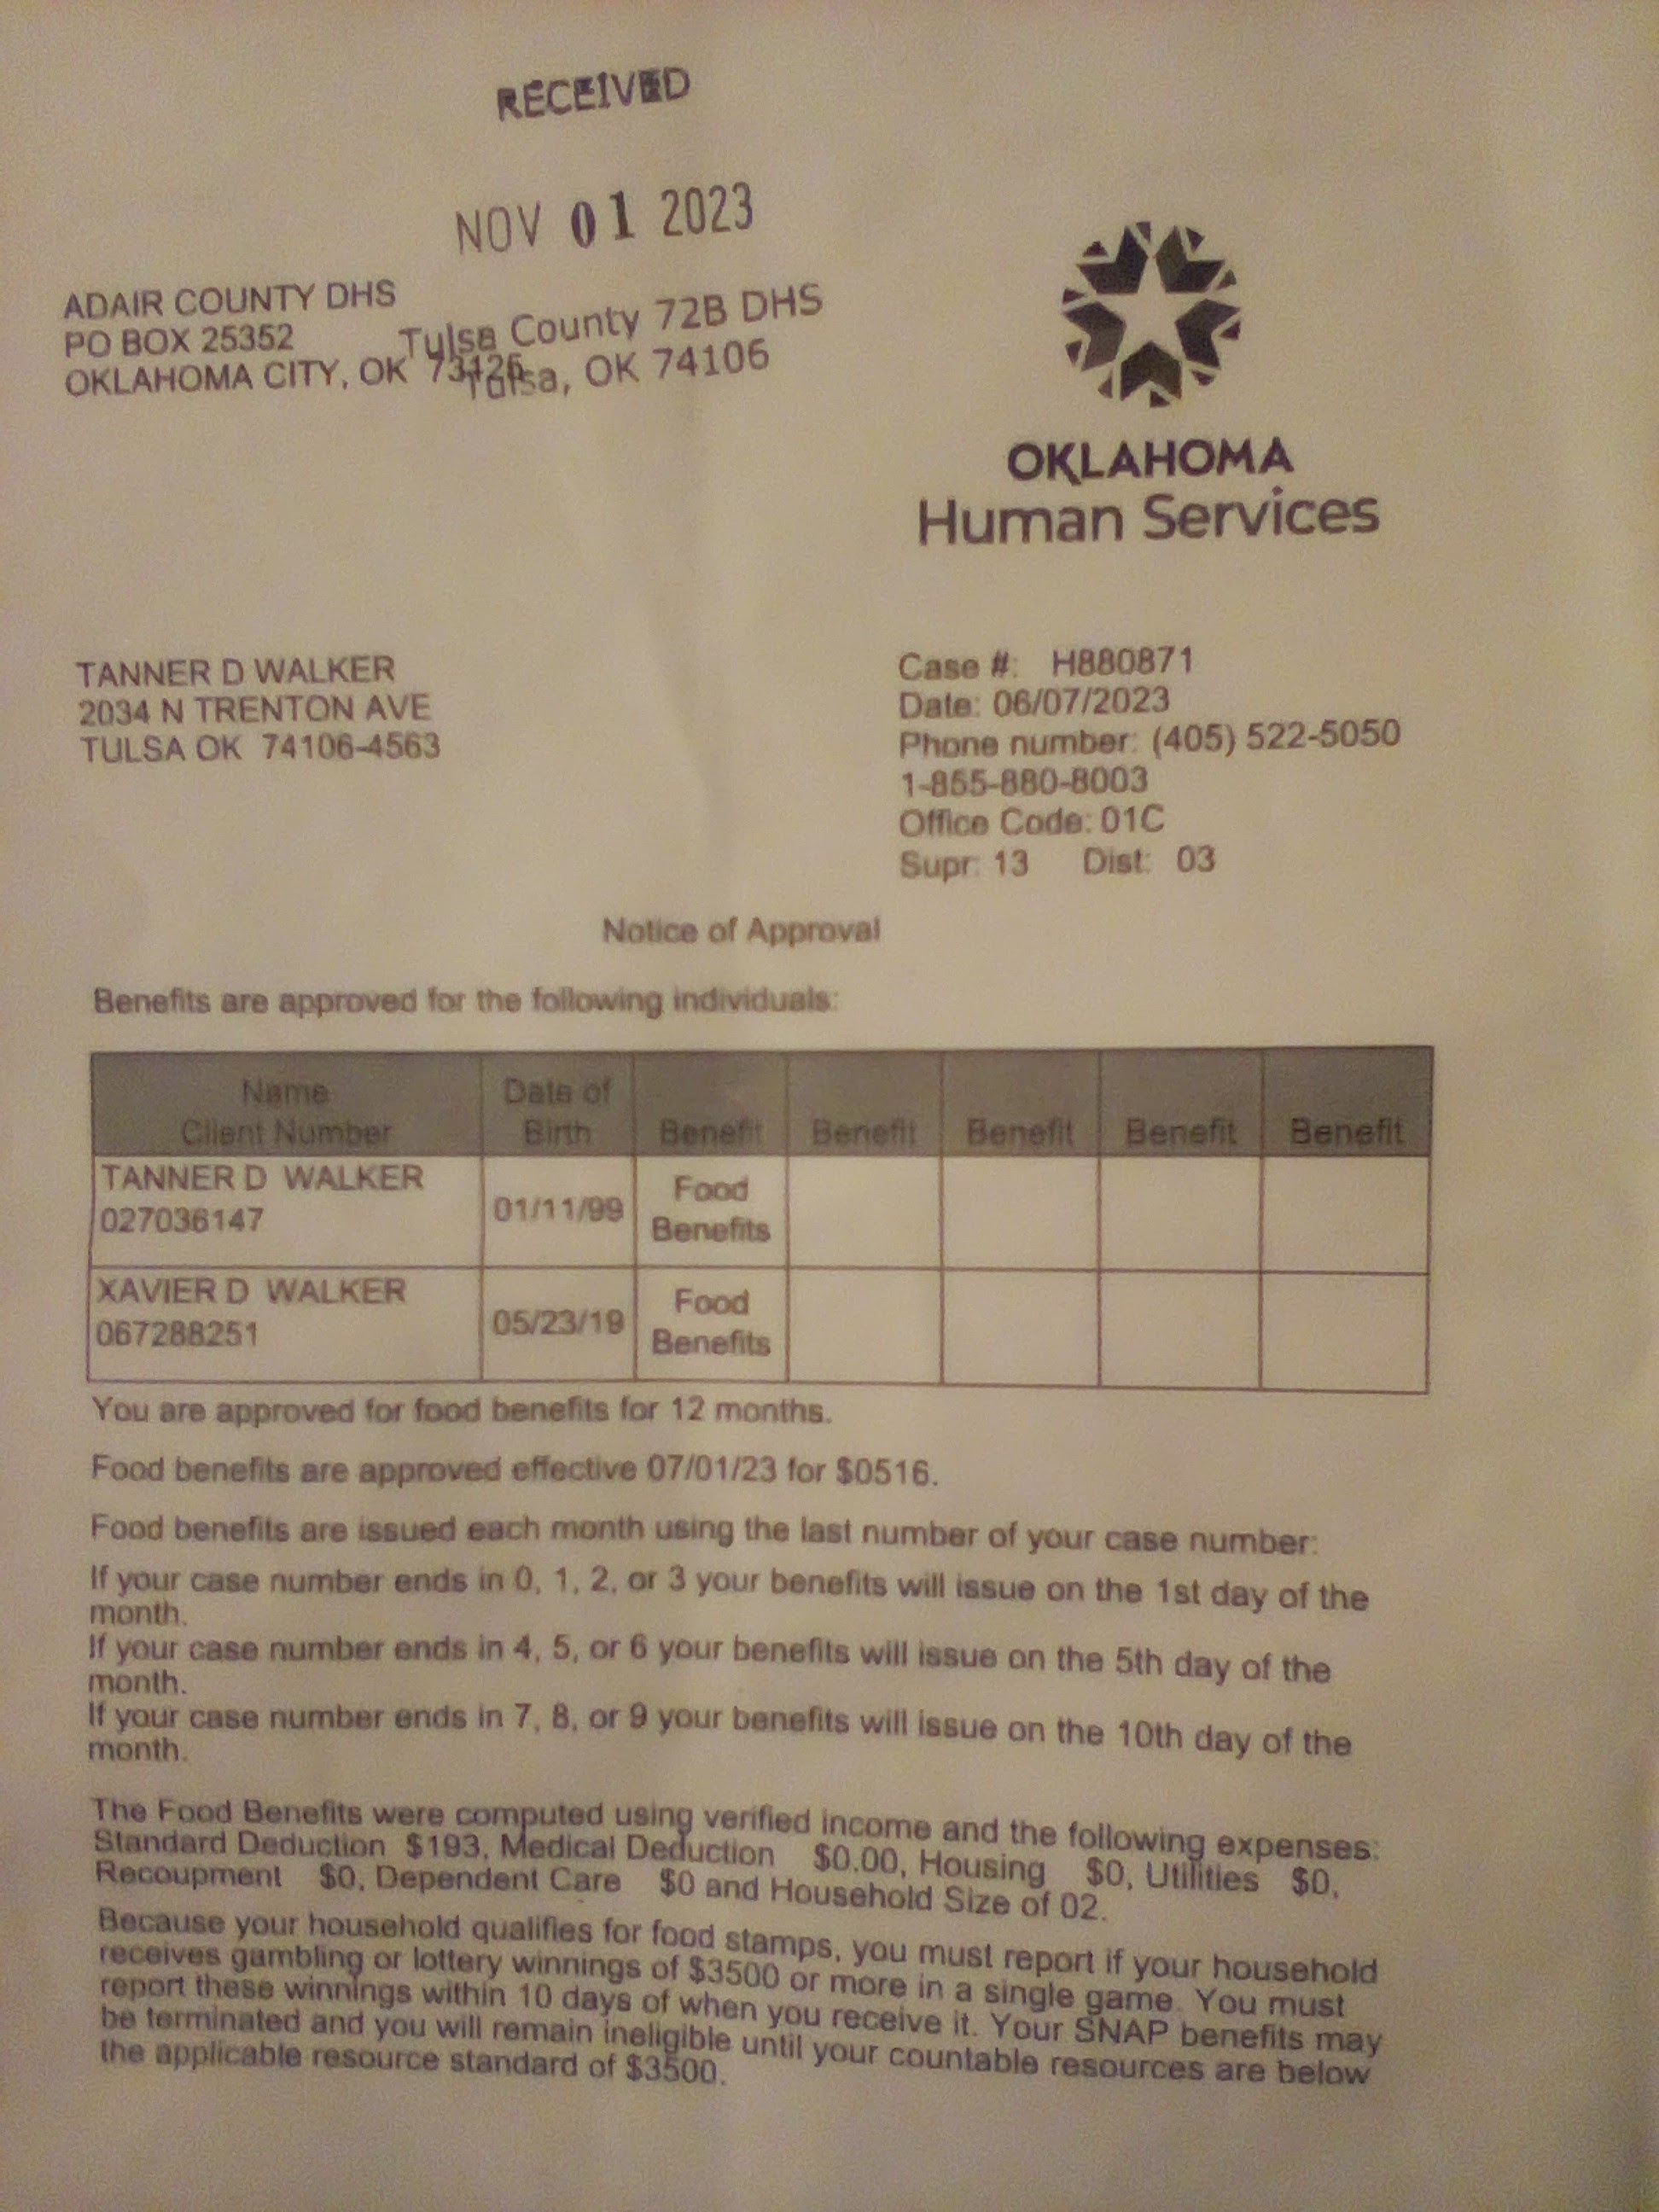 RECEIVED
NOV 01 2023
Tulsa County 72B DHS
Tulsa, OK 74106
ADAIR COUNTY DHS
PO BOX 25352
OKLAHOMA CITY, OK 73125
OKLAHOMA
Human Services
TANNER D WALKER
2034 N TRENTON AVE
TULSA OK 74106-4563
Case #: H880871
Date: 06/07/2023
Phone number: (405) 522-5050
1-855-880-8003
Office Code: 01C
Supr: 13 Dist: 03
Notice of Approval
Benefits are approved for the following individuals:
Name Date of
Client Number Birth Benefit Benefit Benefit Benefit Benefit
TANNER D WALKER
027036147 01/11/99 Food Benefits
XAVIER D WALKER
067288251 05/23/19 Food Benefits
You are approved for food benefits for 12 months.
Food benefits are approved effective 07/01/23 for $0516.
Food benefits are issued each month using the last number of your case number:
If your case number ends in 0, 1, 2, or 3 your benefits will issue on the 1st day of the
month.
If your case number ends in 4, 5, or 6 your benefits will issue on the 5th day of the
month.
If your case number ends in 7, 8, or 9 your benefits will issue on the 10th day of the
month.
The Food Benefits were computed using verified income and the following expenses:
Standard Deduction $193, Medical Deduction $0.00, Housing $0, Utilities $0,
Recoupment $0, Dependent Care $0 and Household Size of 02.
Because your household qualifies for food stamps, you must report if your household
receives gambling or lottery winnings of $3500 or more in a single game. You must
report these winnings within 10 days of when you receive it. Your SNAP benefits may
be terminated and you will remain ineligible until your countable resources are below
the applicable resource standard of $3500.